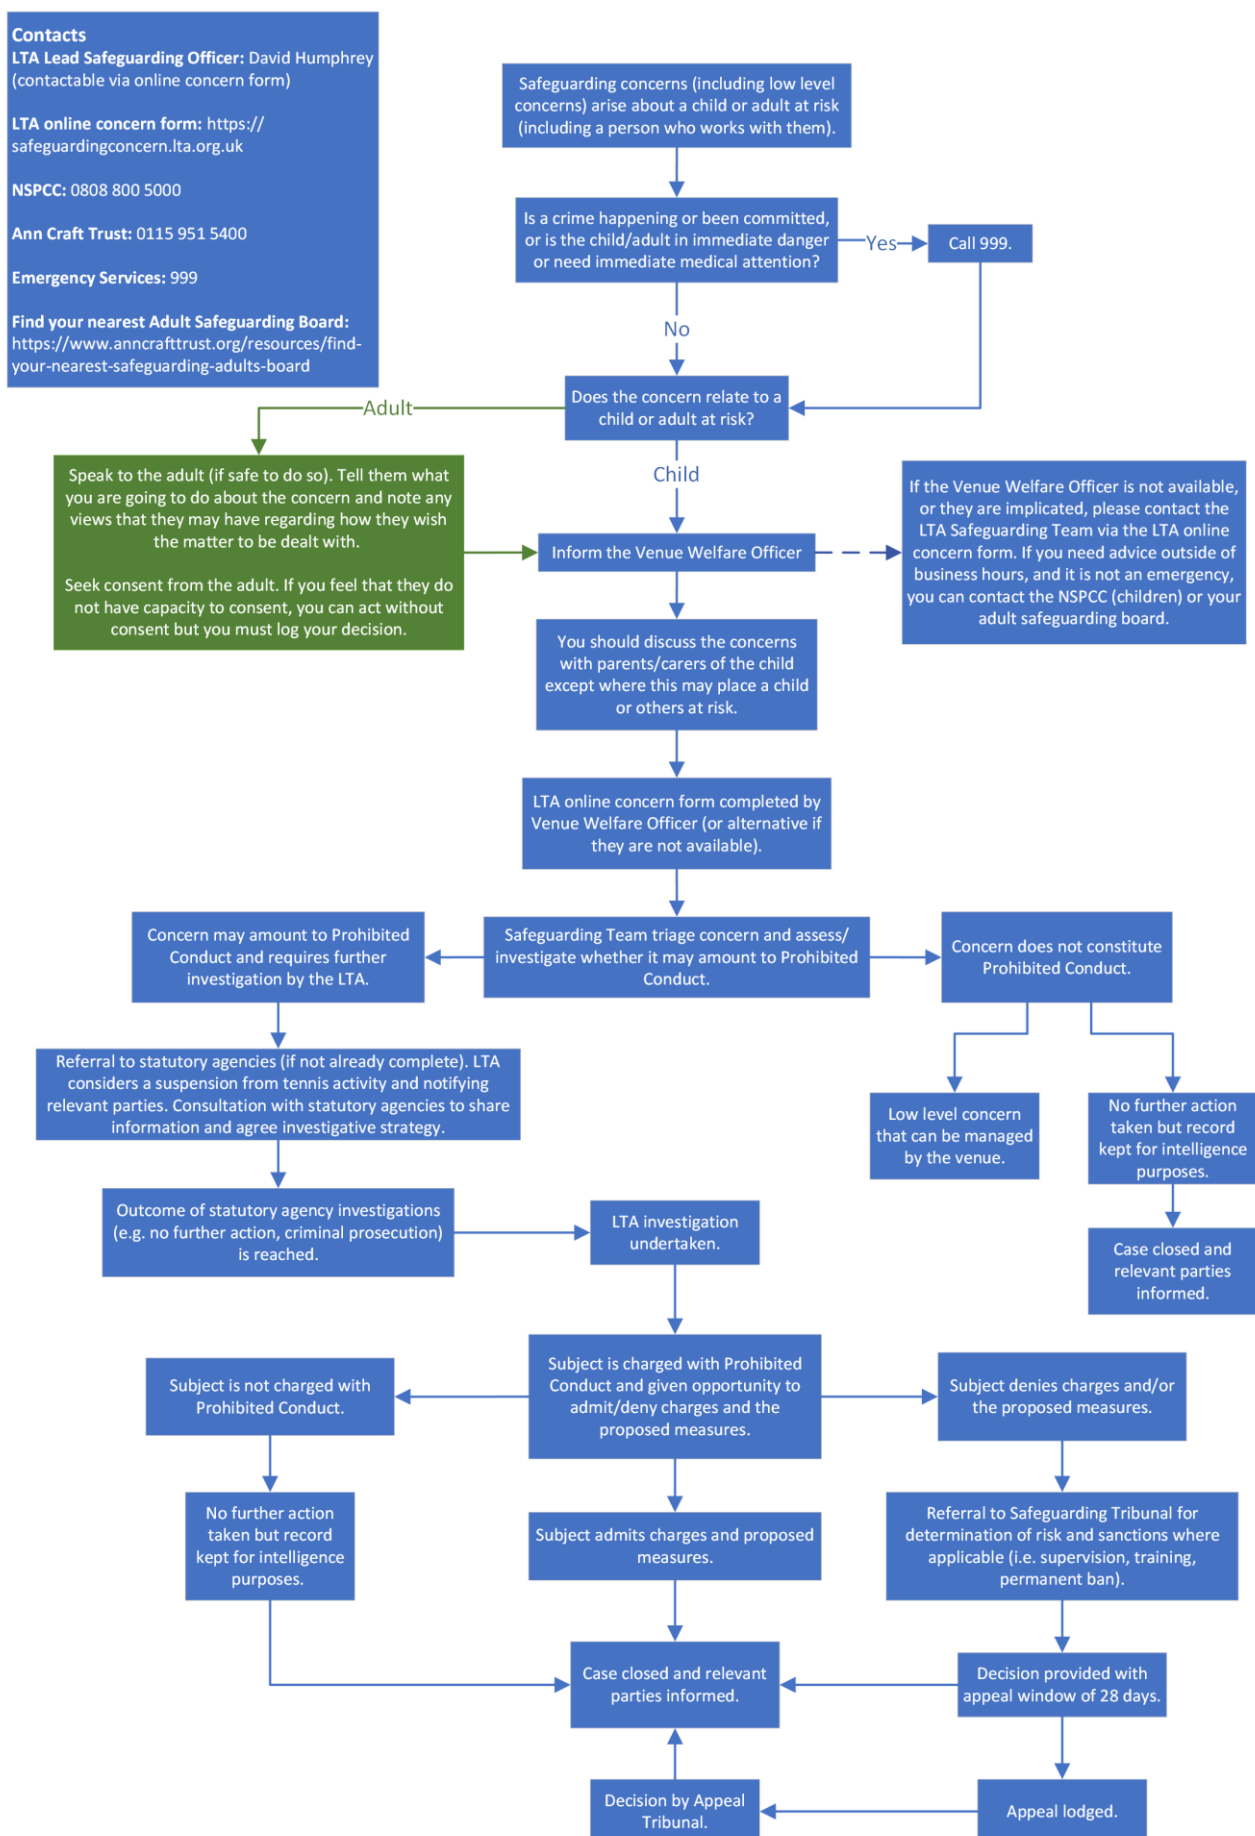 Contacts
LTA Lead Safeguarding Officer: David Humphrey
(contactable via online concern form)
LTA online concern form: https://
safeguardingconcern.lta.org.uk
NSPCC: 0808 800 5000
Ann Craft Trust: 0115 951 5400
Emergency Services: 999
Find your nearest Adult Safeguarding Board:
https://www.anncrafttrust.org/resources/find-
your-nearest-safeguarding-adults-board
Safeguarding concerns (including low level
concerns) arise about a child or adult at risk
(including a person who works with them).
Is a crime happening or been committed,
or is the child/adult in immediate danger
or need immediate medical attention?
Yes
Call 999.
No
Does the concern relate to a
child or adult at risk?
Adult
Speak to the adult (if safe to do so). Tell them what
you are going to do about the concern and note any
views that they may have regarding how they wish
the matter to be dealt with.
Seek consent from the adult. If you feel that they do
not have capacity to consent, you can act without
consent but you must log your decision.
Child
Inform the Venue Welfare Officer
If the Venue Welfare Officer is not available,
or they are implicated, please contact the
LTA Safeguarding Team via the LTA online
concern form. If you need advice outside of
business hours, and it is not an emergency,
you can contact the NSPCC (children) or your
adult safeguarding board.
You should discuss the concerns
with parents/carers of the child
except where this may place a child
or others at risk.
LTA online concern form completed by
Venue Welfare Officer (or alternative if
they are not available).
Concern may amount to Prohibited
Conduct and requires further
investigation by the LTA.
Safeguarding Team triage concern and assess/
investigate whether it may amount to Prohibited
Conduct.
Concern does not constitute
Prohibited Conduct.
Referral to statutory agencies (if not already complete). LTA
considers a suspension from tennis activity and notifying
relevant parties. Consultation with statutory agencies to share
information and agree investigative strategy.
Low level concern
that can be managed
by the venue.
No further action
taken but record
kept for intelligence
purposes.
Outcome of statutory agency investigations
(e.g. no further action, criminal prosecution)
is reached.
LTA investigation
undertaken.
Case closed and
relevant parties
informed.
Subject is not charged with
Prohibited Conduct.
Subject is charged with Prohibited
Conduct and given opportunity to
admit/deny charges and the
proposed measures.
Subject denies charges and/or
the proposed measures.
No further action
taken but record
kept for intelligence
purposes.
Subject admits charges and proposed
measures.
Referral to Safeguarding Tribunal for
determination of risk and sanctions where
applicable (i.e. supervision, training,
permanent ban).
Case closed and relevant
parties informed.
Decision provided with
appeal window of 28 days.
Decision by Appeal
Tribunal.
Appeal lodged.